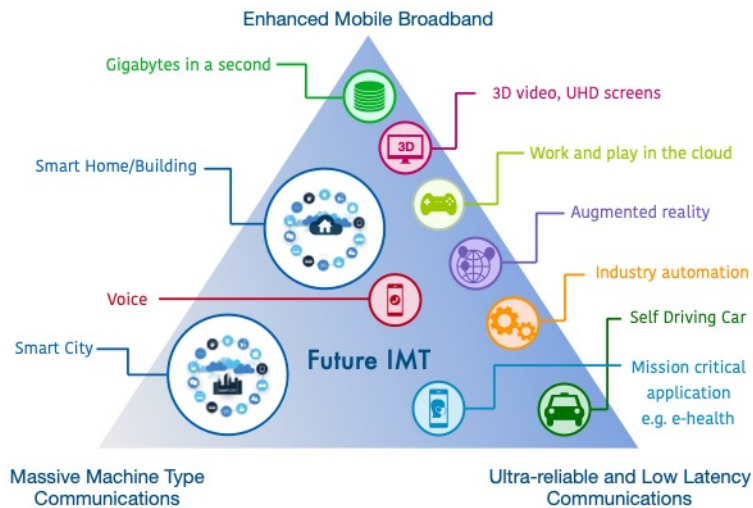 Enhanced Mobile Broadband
Gigabytes in a second
3D video, UHD screens
3D
Work and play in the cloud
Smart Home/Building
Augmented reality
Industry automation
Voice
Self Driving Car
Smart City
Future IMT
Mission critical
application
e.g. e-health
Massive Machine Type
Communications
Ultra-reliable and Low Latency
Communications